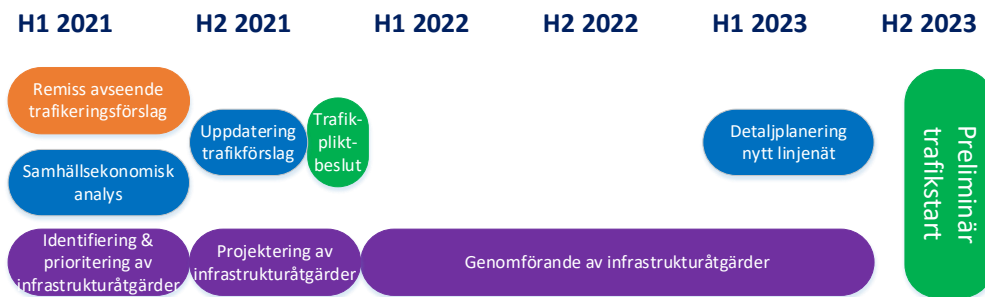 H1 2021 H2 2021 H1 2022 H2 2022 H1 2023 H2 2023
Remiss avseende
trafikeringsförslag
Uppdatering
trafikförslag
Trafik-
plikt-
beslut
Detaljplanering
nytt linjenät
Preliminär
trafikstart
Samhällsekonomisk
analys
Identifiering &
prioritering av
infrastrukturåtgärder
Projektering av
infrastrukturåtgärder
Genomförande av infrastrukturåtgärder